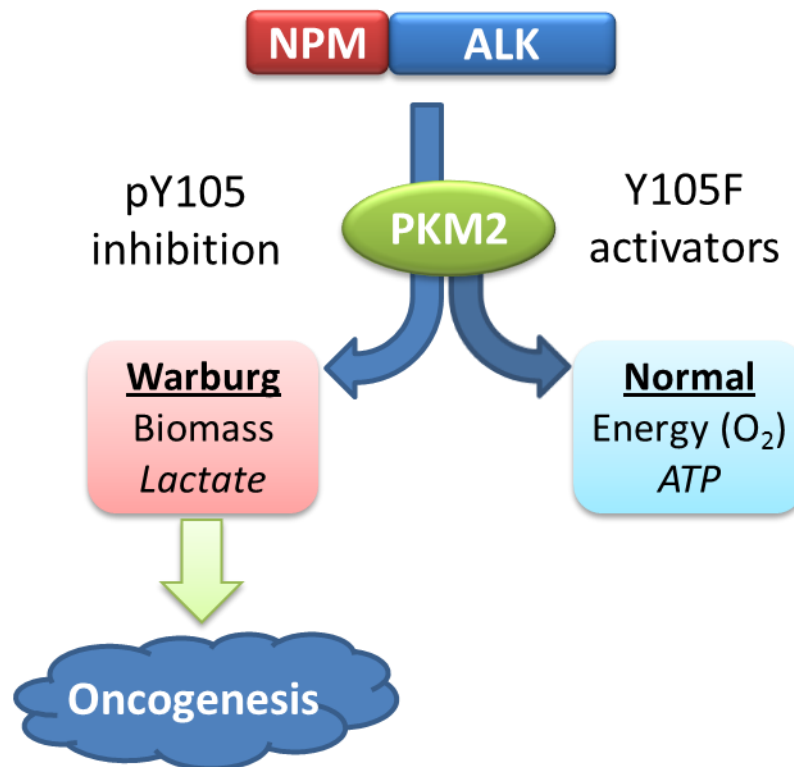 NPM ALK
pY105
inhibition
PKM2
Y105F
activators
Warburg
Biomass
Lactate
Normal
Energy (O₂)
ATP
Oncogenesis